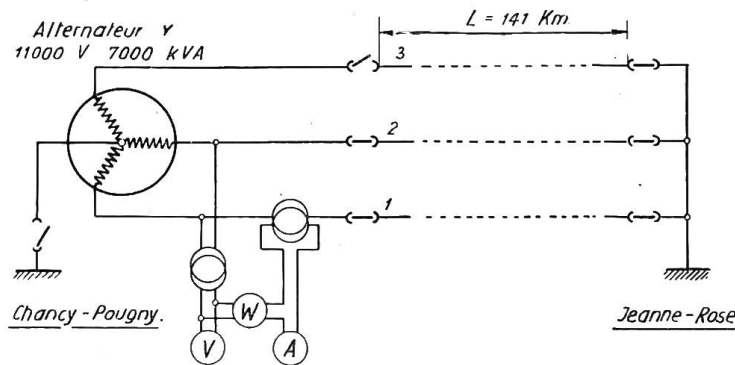 Alternateur Y
11000 V 7000 kVA
L = 141 Km.
3
2
1
W
V
A
Chancy-Pougny.
Jeanne-Rose